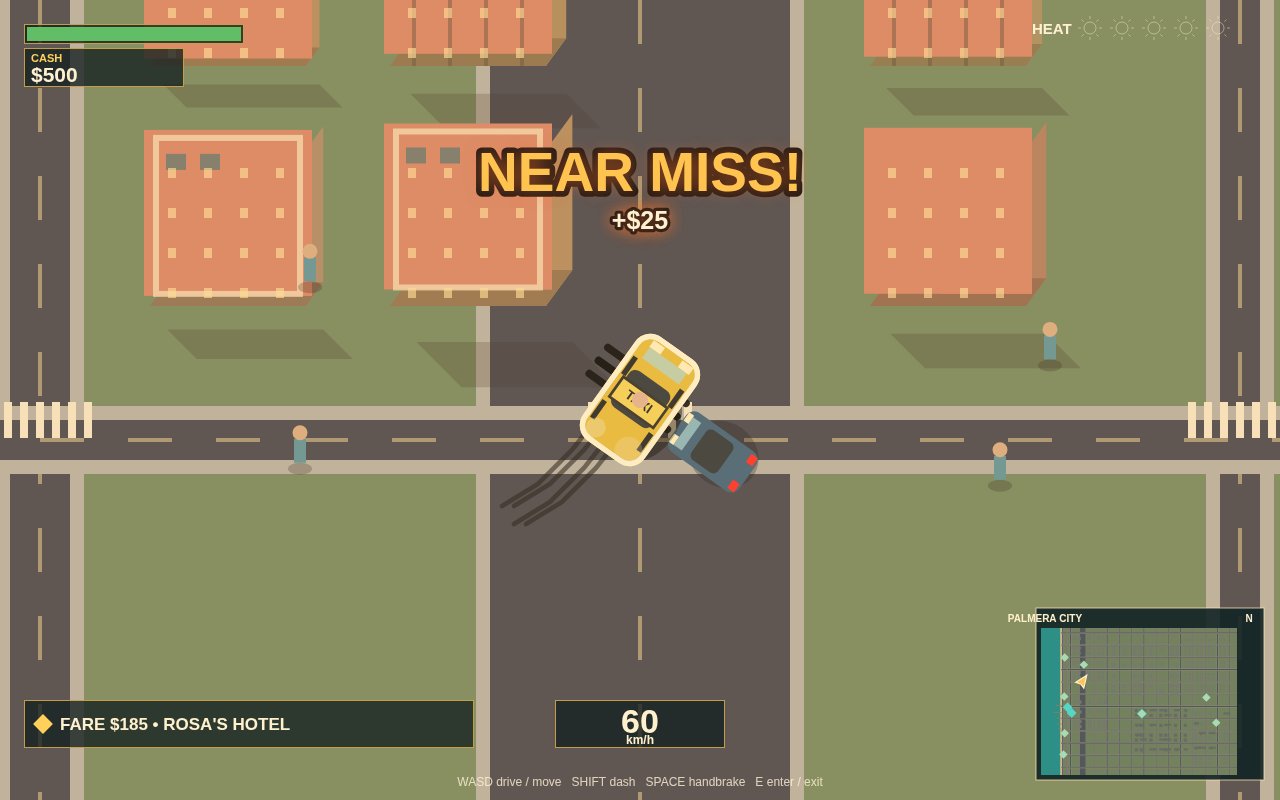 HEAT
CASH
$500
NEAR MISS!
+$25
TAXI
PALMERA CITY
N
FARE $185 • ROSA'S HOTEL
60
km/h
WASD drive / move SHIFT dash SPACE handbrake E enter / exit